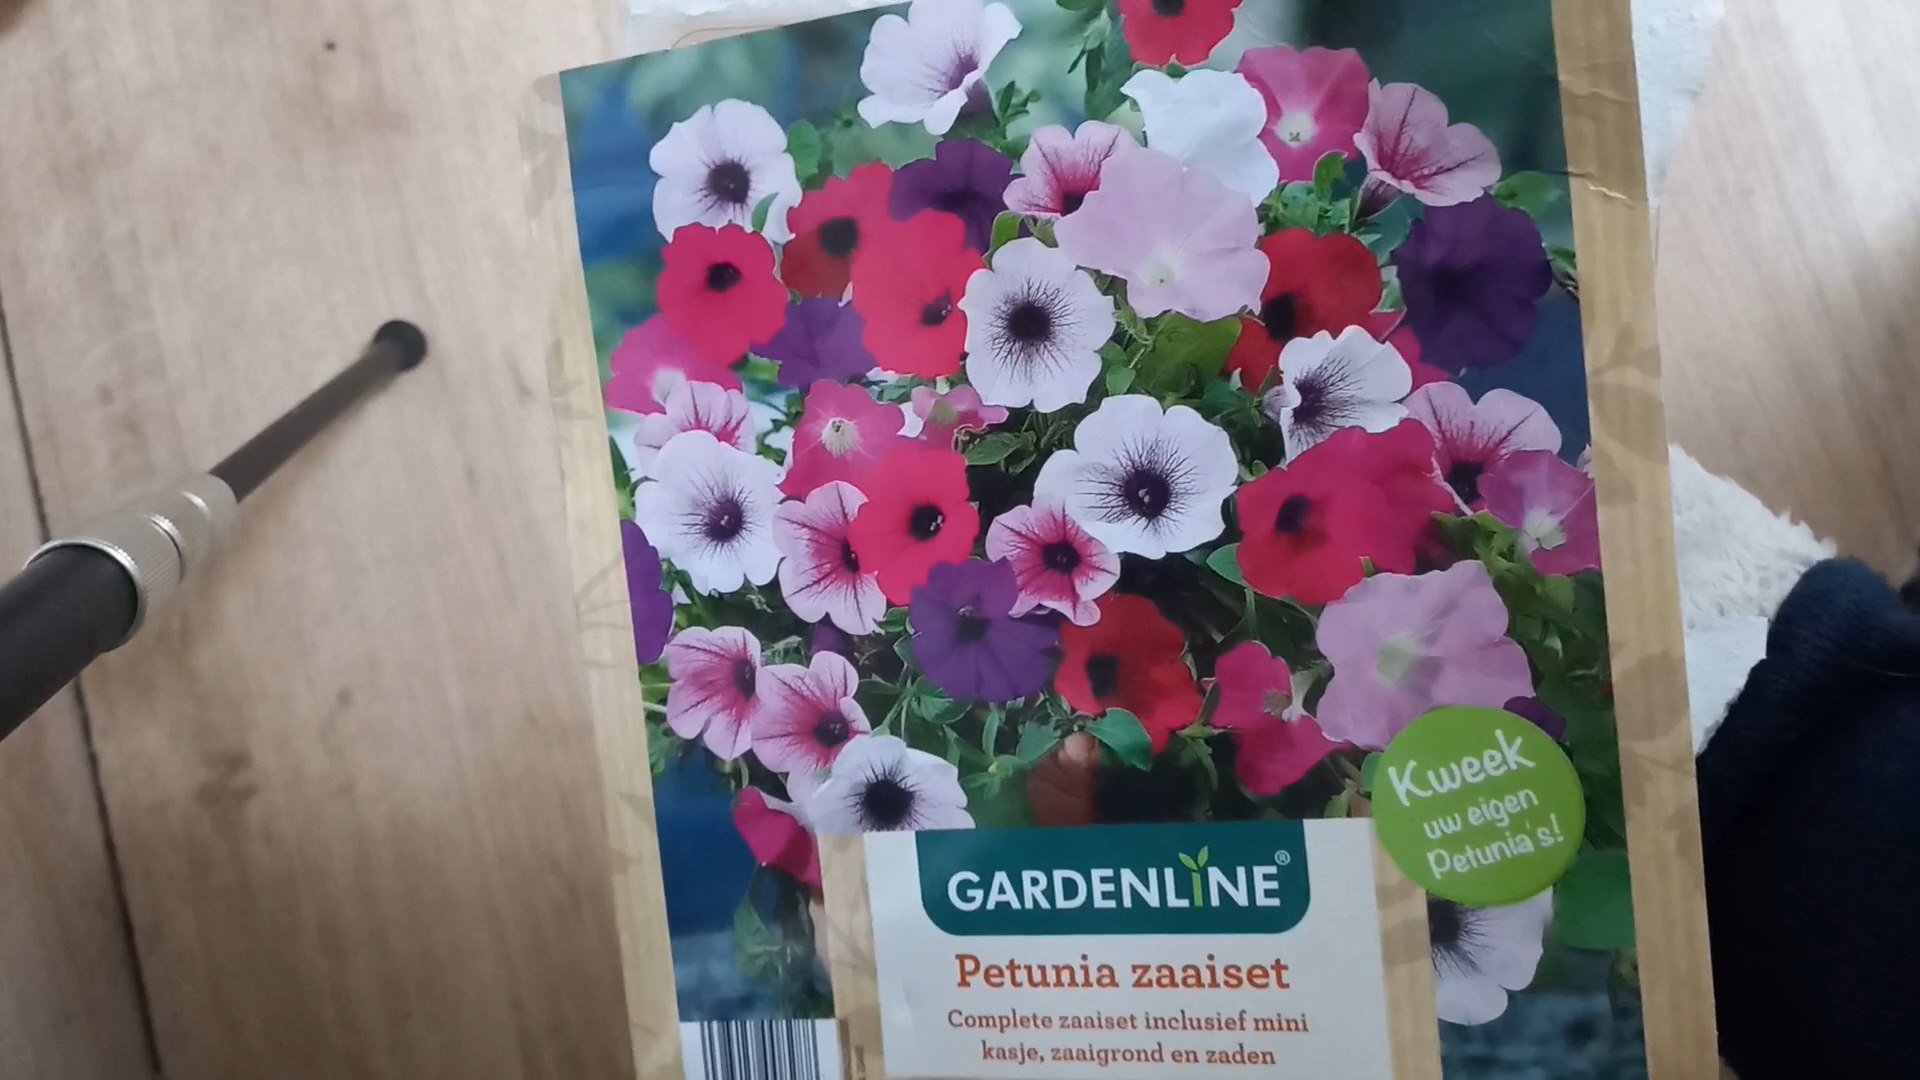 Kweek
uw eigen
Petunia's!
GARDENLINE®
Petunia zaaiset
Complete zaaiset inclusief mini
kasje, zaaigrond en zaden